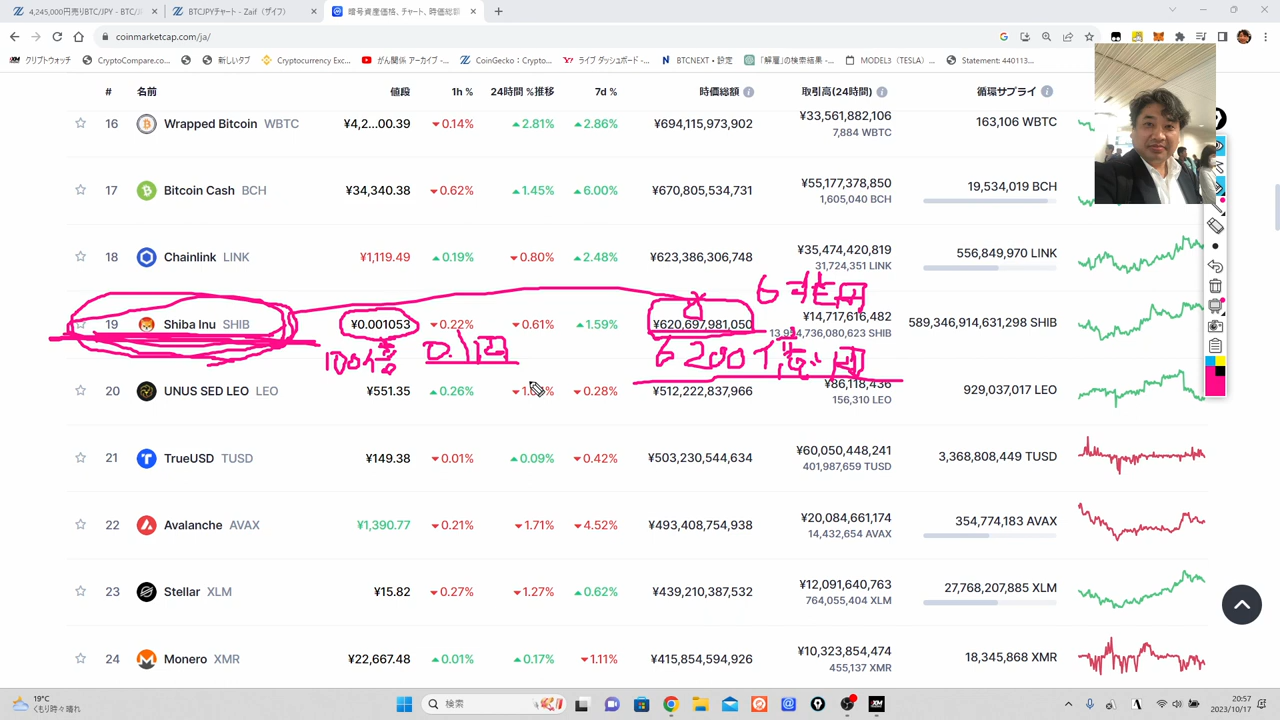 4,245,000円売りBTC/JPY - BTC/J
BTCJPYチャート - Zaif（ザイフ）
暗号資産価格、チャート、時価総額
coinmarketcap.com/ja/
クリプトウォッチ
CryptoCompare.co...
新しいタブ
Cryptocurrency Exc...
がん関係 アーカイブ -...
CoinGecko：Crypto...
ライブ ダッシュボード -...
BTCNEXT • 設定
「解雇」の検索結果 -...
MODEL3（TESLA）...
Statement: 440113...
# 名前 値段 1h % 24時間 %推移 7d % 時価総額 取引高(24時間) 循環サプライ
16 Wrapped Bitcoin WBTC ¥4,2...00.39 0.14% 2.81% 2.86% ¥694,115,973,902 ¥33,561,882,106 163,106 WBTC
7,884 WBTC
17 Bitcoin Cash BCH ¥34,340.38 0.62% 1.45% 6.00% ¥670,805,534,731 ¥55,177,378,850 19,534,019 BCH
1,605,040 BCH
18 Chainlink LINK ¥1,119.49 0.19% 0.80% 2.48% ¥623,386,306,748 ¥35,474,420,819 556,849,970 LINK
31,724,351 LINK
6兆円
19 Shiba Inu SHIB ¥0.001053 0.22% 0.61% 1.59% ¥620,697,981,050 ¥14,717,616,482 589,346,914,631,298 SHIB
736,080,623 SHIB
100倍 0.1円 6200億円
20 UNUS SED LEO LEO ¥551.35 0.26% 0.28% ¥512,222,837,966 ¥86,118,436 929,037,017 LEO
156,310 LEO
21 TrueUSD TUSD ¥149.38 0.01% 0.09% 0.42% ¥503,230,544,634 ¥60,050,448,241 3,368,808,449 TUSD
401,987,659 TUSD
22 Avalanche AVAX ¥1,390.77 0.21% 1.71% 4.52% ¥493,408,754,938 ¥20,084,661,174 354,774,183 AVAX
14,432,654 AVAX
23 Stellar XLM ¥15.82 0.27% 1.27% 0.62% ¥439,210,387,532 ¥12,091,640,763 27,768,207,885 XLM
764,055,404 XLM
24 Monero XMR ¥22,667.48 0.01% 0.17% 1.11% ¥415,854,594,926 ¥10,323,854,474 18,345,868 XMR
455,137 XMR
19°C
くもり時々晴れ
検索
A
20:57
2023/10/17